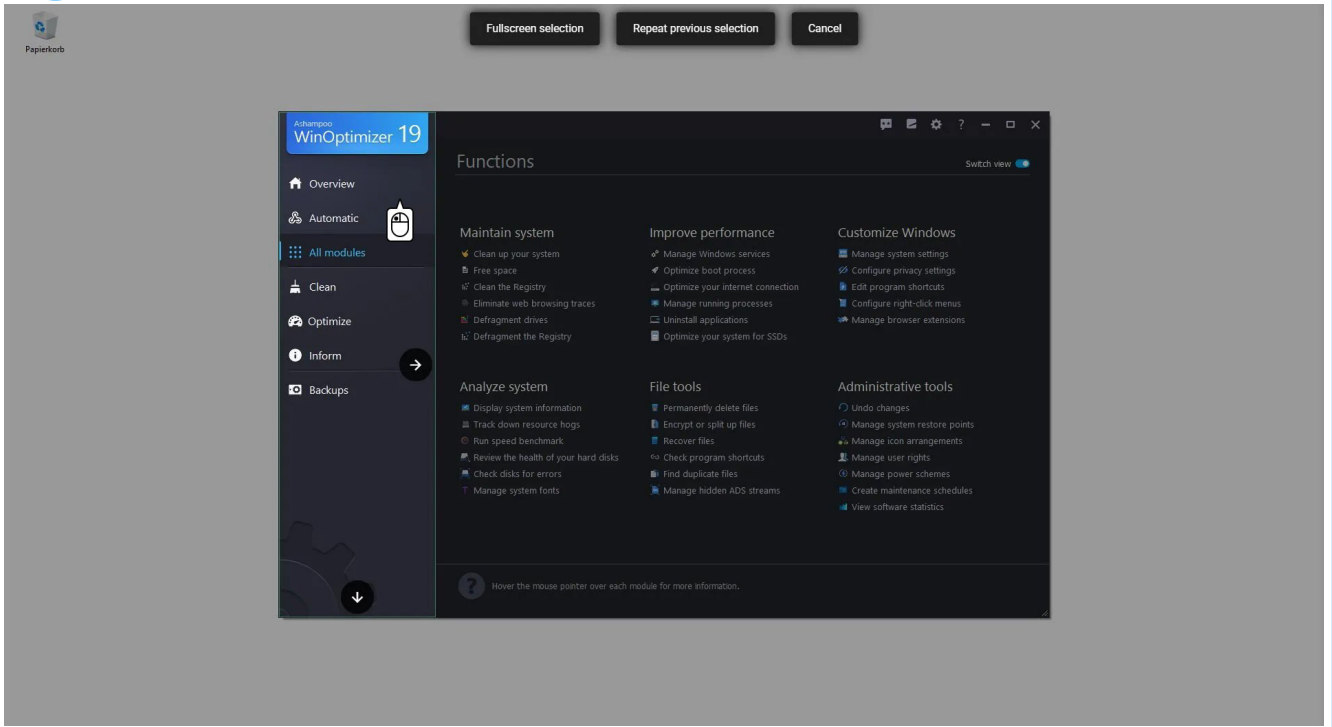 Papierkorb
Fullscreen selection
Repeat previous selection
Cancel
Ashampoo
WinOptimizer 19
Overview
Automatic
All modules
Clean
Optimize
Inform
Backups
?
Functions
Switch view
Maintain system
Clean up your system
Free space
Clean the Registry
Eliminate web browsing traces
Defragment drives
Defragment the Registry
Improve performance
Manage Windows services
Optimize boot process
Optimize your internet connection
Manage running processes
Uninstall applications
Optimize your system for SSDs
Customize Windows
Manage system settings
Configure privacy settings
Edit program shortcuts
Configure right-click menus
Manage browser extensions
Analyze system
Display system information
Track down resource hogs
Run speed benchmark
Review the health of your hard disks
Check disks for errors
Manage system fonts
File tools
Permanently delete files
Encrypt or split up files
Recover files
Check program shortcuts
Find duplicate files
Manage hidden ADS streams
Administrative tools
Undo changes
Manage system restore points
Manage icon arrangements
Manage user rights
Manage power schemes
Create maintenance schedules
View software statistics
?
Hover the mouse pointer over each module for more information.